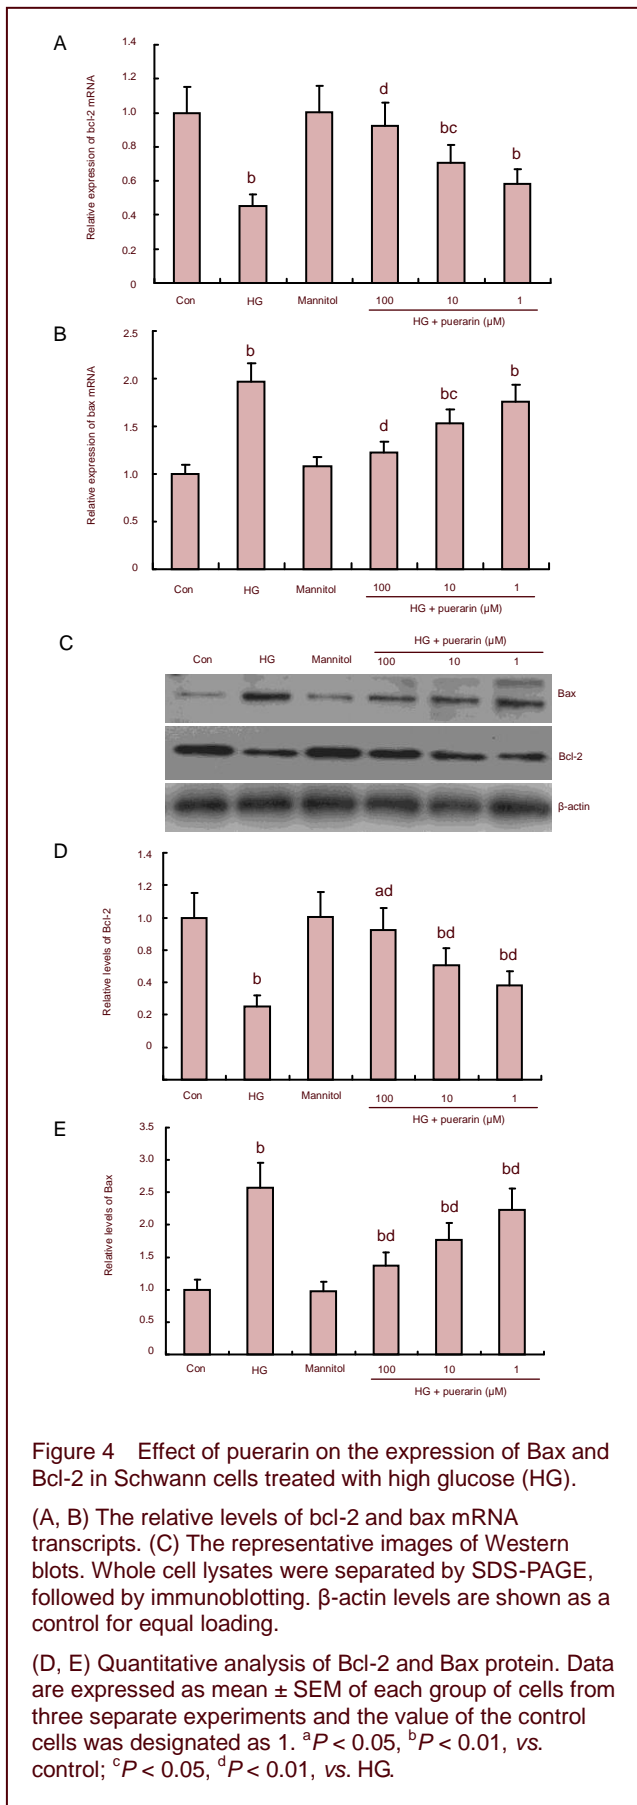 A
Relative expression of bcl-2 mRNA
1.4
1.2
1.0
0.8
0.6
0.4
0.2
0
b
d
bc
b
Con HG Mannitol 100 10 1
HG + puerarin (μM)
B
Relative expression of bax mRNA
2.5
2.0
1.5
1.0
0.5
0
b
d
bc
b
Con HG Mannitol 100 10 1
HG + puerarin (μM)
C
HG + puerarin (μM)
Con HG Mannitol 100 10 1
Bax
Bcl-2
β-actin
D
Relative levels of Bcl-2
1.4
1.2
1.0
0.8
0.4
0.2
0
b
ad
bd
bd
Con HG Mannitol 100 10 1
HG + puerarin (μM)
E
Relative levels of Bax
3.5
3.0
2.5
2.0
1.5
1.0
0.5
0
b
bd
bd
bd
Con HG Mannitol 100 10 1
HG + puerarin (μM)
Figure 4 Effect of puerarin on the expression of Bax and
Bcl-2 in Schwann cells treated with high glucose (HG).
(A, B) The relative levels of bcl-2 and bax mRNA
transcripts. (C) The representative images of Western
blots. Whole cell lysates were separated by SDS-PAGE,
followed by immunoblotting. β-actin levels are shown as a
control for equal loading.
(D, E) Quantitative analysis of Bcl-2 and Bax protein. Data
are expressed as mean ± SEM of each group of cells from
three separate experiments and the value of the control
cells was designated as 1. aP < 0.05, bP < 0.01, vs.
control; cP < 0.05, dP < 0.01, vs. HG.